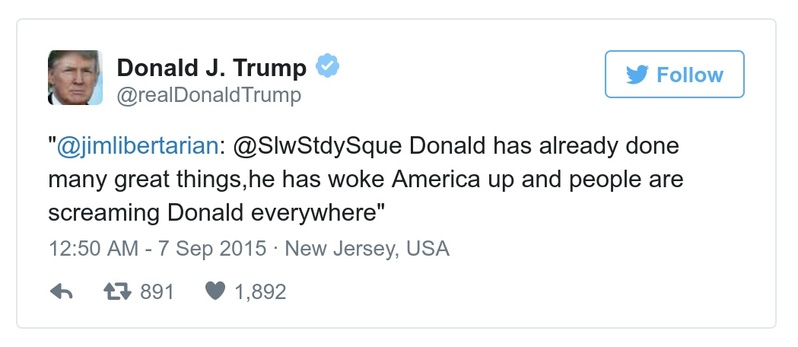 Donald J. Trump
@realDonaldTrump
Follow
"@jimlibertarian: @SlwStdySque Donald has already done
many great things,he has woke America up and people are
screaming Donald everywhere"
12:50 AM - 7 Sep 2015 · New Jersey, USA
891 1,892